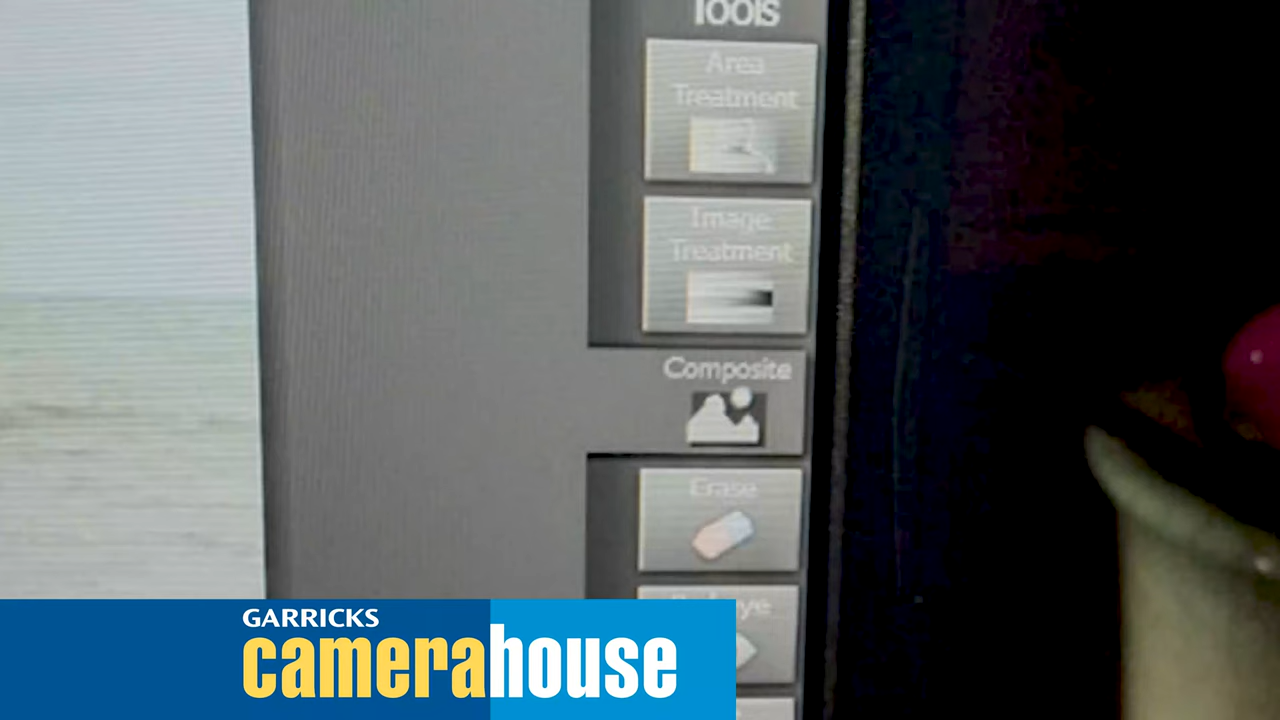 Tools
Area
Treatment
Image
Treatment
Composite
Erase
GARRICKS
camerahouse